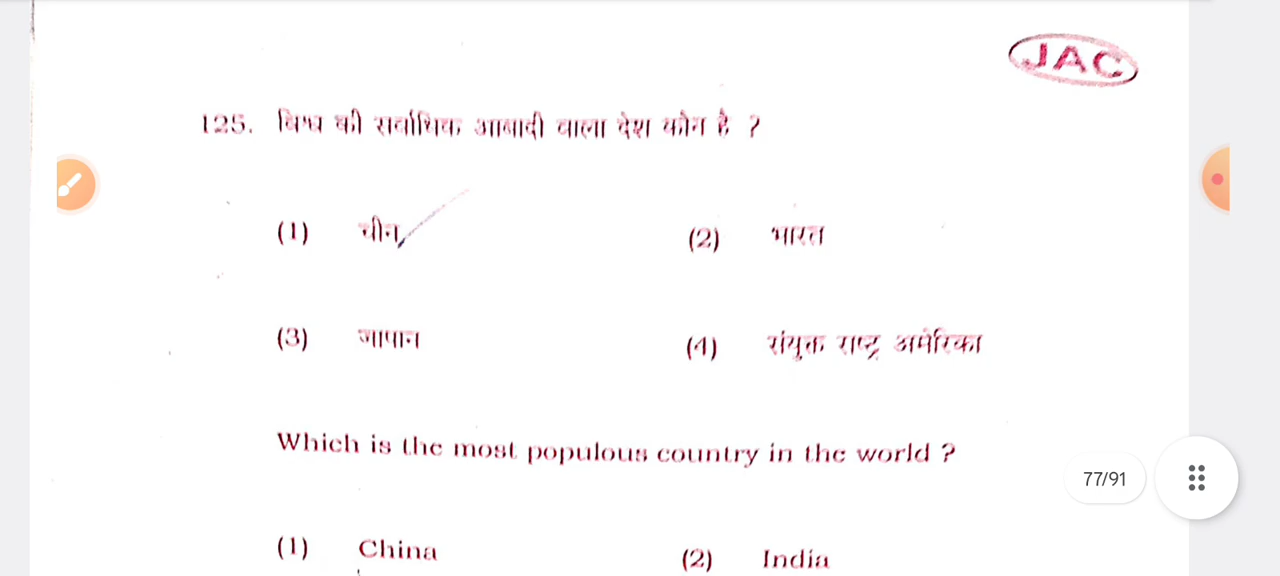 JAC
125. विश्व की सर्वाधिक आबादी वाला देश कौन है ?
(1) चीन (2) भारत
(3) जापान (4) संयुक्त राष्ट्र अमेरिका
Which is the most populous country in the world ?
77/91
(1) China (2) India